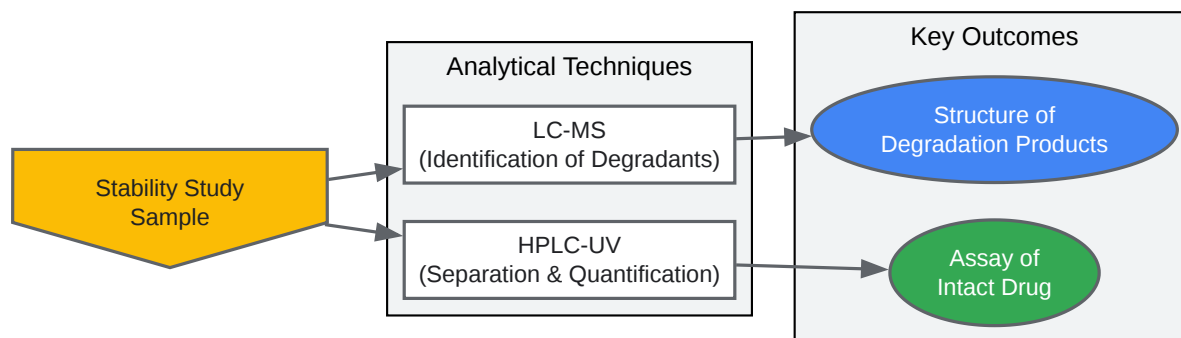 Stability Study
Sample
Analytical Techniques
LC-MS
(Identification of Degradants)
HPLC-UV
(Separation & Quantification)
Key Outcomes
Structure of
Degradation Products
Assay of
Intact Drug